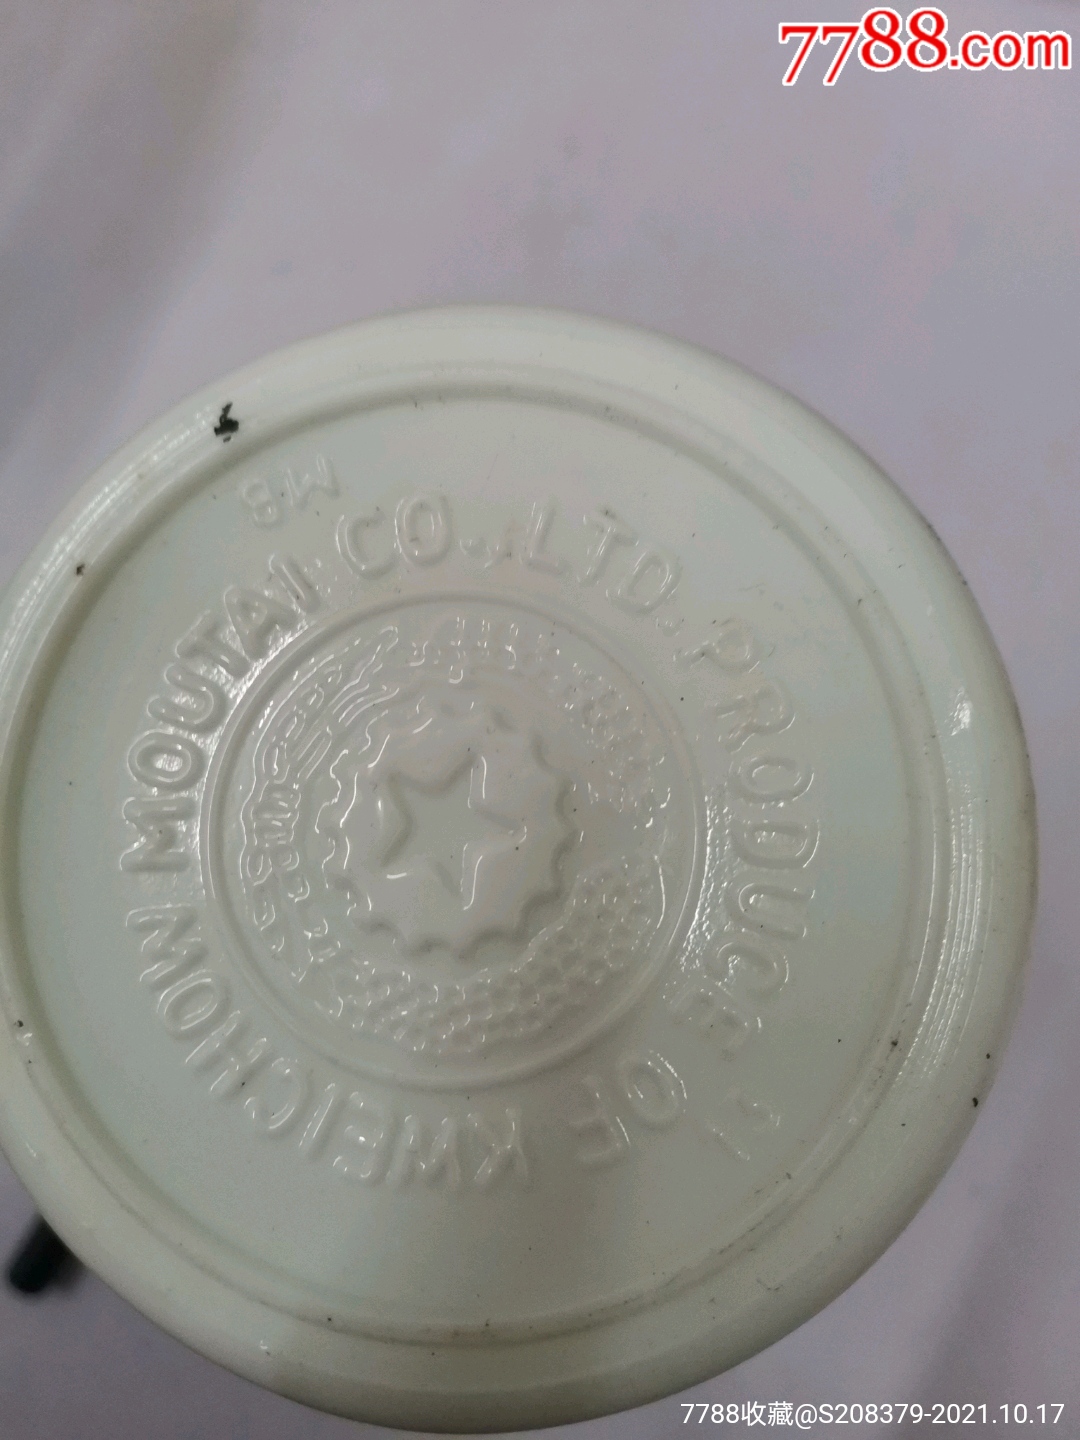 7788.com
MB
PRODUCE OF KWEICHOW MOUTAI CO., LTD.
7788收藏@S208379-2021.10.17